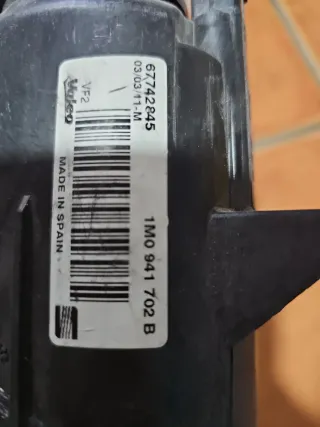 67742845
03/03/11-M
VF2
Valeo
1M0 941 702 B
MADE IN SPAIN